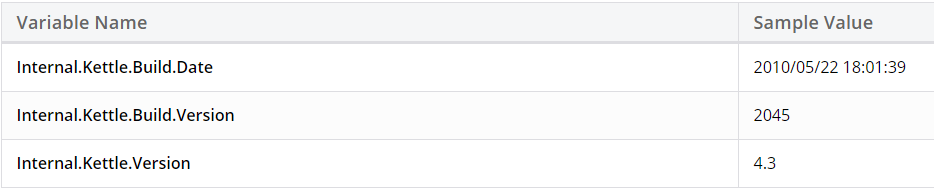 Variable Name Sample Value
Internal.Kettle.Build.Date 2010/05/22 18:01:39
Internal.Kettle.Build.Version 2045
Internal.Kettle.Version 4.3